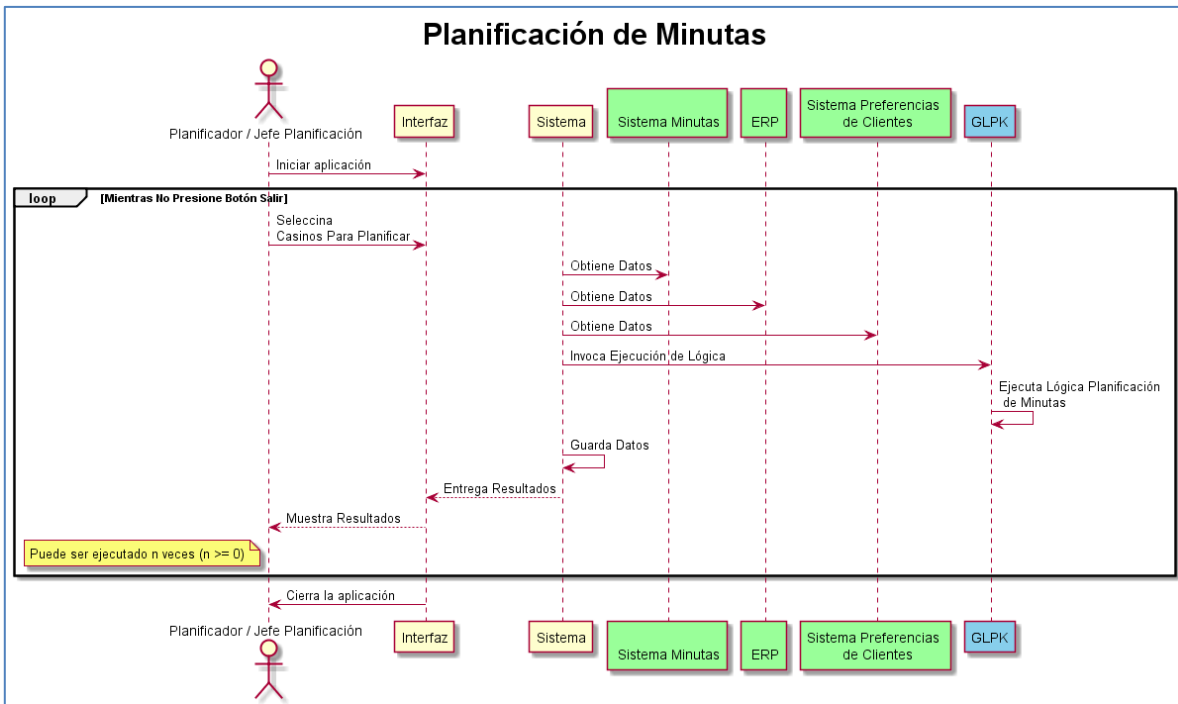 Planificación de Minutas
Planificador / Jefe Planificación
Interfaz
Sistema
Sistema Minutas
ERP
Sistema Preferencias
de Clientes
GLPK
Iniciar aplicación
loop
[Mientras No Presione Botón Salir]
Seleccina
Casinos Para Planificar
Obtiene Datos
Obtiene Datos
Obtiene Datos
Invoca Ejecución de Lógica
Ejecuta Lógica Planificación
de Minutas
Guarda Datos
Entrega Resultados
Muestra Resultados
Puede ser ejecutado n veces (n >= 0)
Cierra la aplicación
Planificador / Jefe Planificación
Interfaz
Sistema
Sistema Minutas
ERP
Sistema Preferencias
de Clientes
GLPK